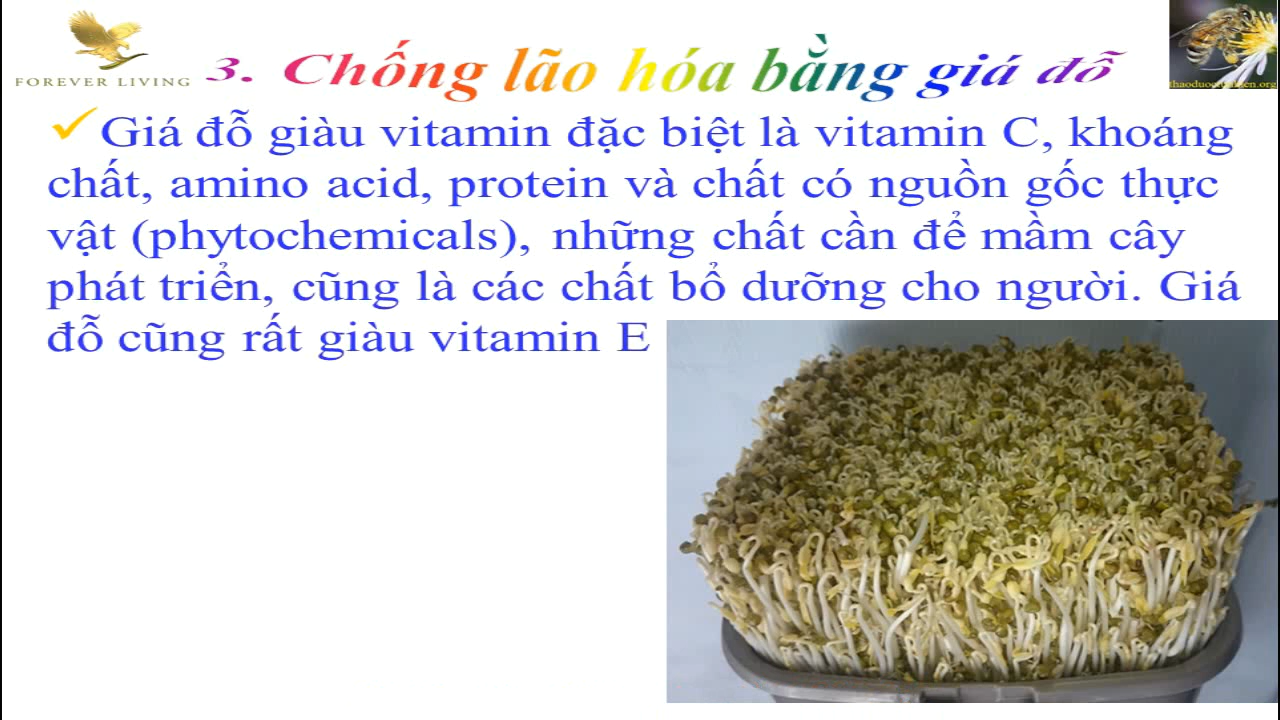 FOREVER LIVING
3. Chống lão hóa bằng giá đỗ
Giá đỗ giàu vitamin đặc biệt là vitamin C, khoáng
chất, amino acid, protein và chất có nguồn gốc thực
vật (phytochemicals), những chất cần để mầm cây
phát triển, cũng là các chất bổ dưỡng cho người. Giá
đỗ cũng rất giàu vitamin E